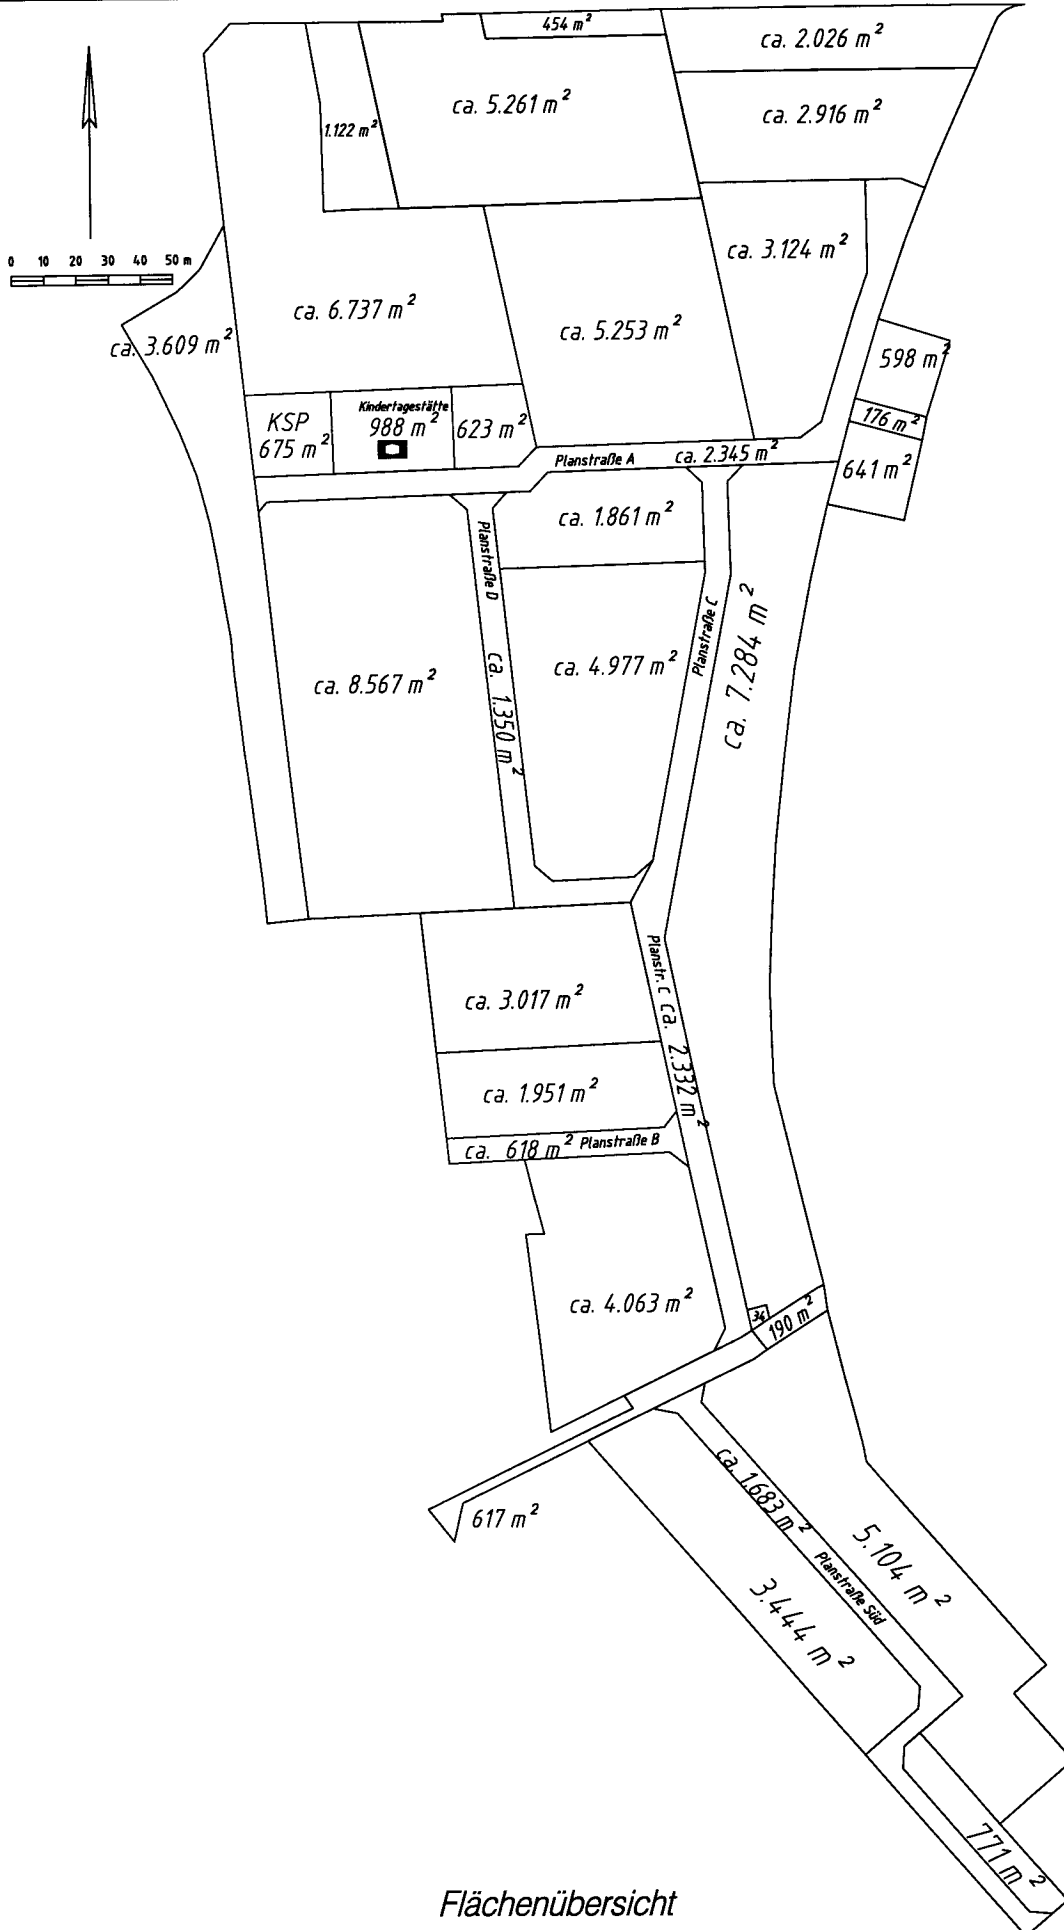 454 m²
ca. 2.026 m²
ca. 5.261 m²
ca. 2.916 m²
1.122 m²
ca. 3.124 m²
0 10 20 30 40 50 m
ca. 6.737 m²
ca. 5.253 m²
ca. 3.609 m²
598 m²
KSP
675 m²
Kindertagestätte
988 m²
623 m²
176 m²
Planstraße A
ca. 2.345 m²
641 m²
ca. 1.861 m²
Planstraße D
ca. 1.350 m²
Planstraße C
ca. 7.284 m²
ca. 4.977 m²
ca. 8.567 m²
Planstr. C ca. 2.332 m²
ca. 3.017 m²
ca. 1.951 m²
ca. 618 m² Planstraße B
ca. 4.063 m²
34
190 m²
617 m²
ca. 1.683 m² Planstraße Süd
5.104 m²
3.444 m²
771 m²
Flächenübersicht